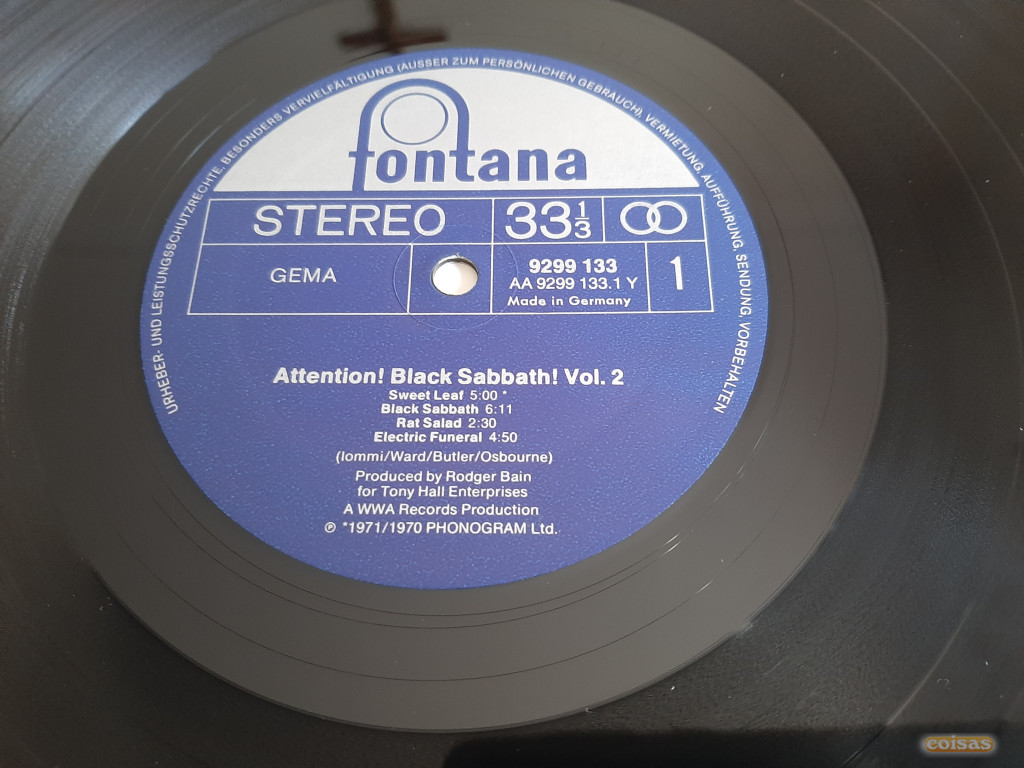 URHEBER- UND LEISTUNGSSCHUTZRECHTE, BESONDERS VERVIELFÄLTIGUNG (AUSSER ZUM PERSÖNLICHEN GEBRAUCH), VERMIETUNG, AUFFÜHRUNG, SENDUNG, VORBEHALTEN
fontana
STEREO 33 1/3
GEMA
9299 133
AA 9299 133.1 Y
Made in Germany
1
Attention! Black Sabbath! Vol. 2
Sweet Leaf 5:00 *
Black Sabbath 6:11
Rat Salad 2:30
Electric Funeral 4:50
(Iommi/Ward/Butler/Osbourne)
Produced by Rodger Bain
for Tony Hall Enterprises
A WWA Records Production
℗ *1971/1970 PHONOGRAM Ltd.
coisas